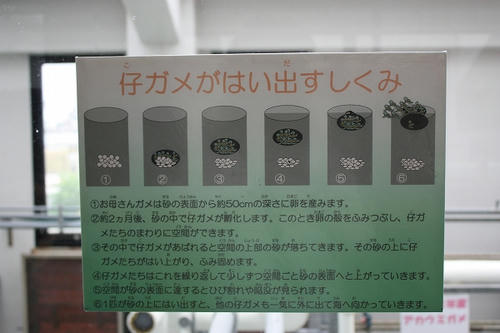 仔ガメがはい出すしくみ
① ② ③ ④ ⑤ ⑥
①お母さんガメは砂の表面から約50cmの深さに卵を産みます。
②約2ヵ月後、砂の中で仔ガメが孵化します。このとき卵の殻をふみつぶし、仔ガ
メたちのまわりに空間ができます。
③その中で仔ガメがあばれると空間の上部の砂が落ちてきます。その砂の上に仔
ガメたちがはい上がり、ふみ固めます。
④仔ガメたちはこれを繰り返して少しずつ空間ごと砂の表面へと上がっていきます。
⑤空間が砂の表面に達するとひび割れや陥没が見られます。
⑥1匹が砂の上にはい出すと、他の仔ガメも一気に外に出て海へ向かっていきます。
年度
アカウミガメ